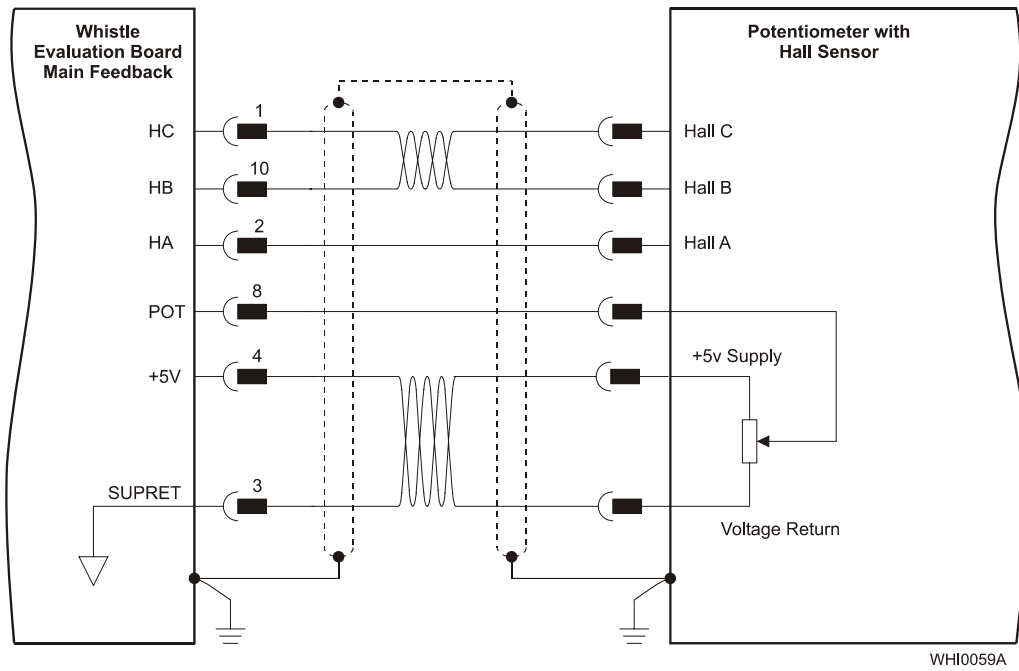 Whistle
Evaluation Board
Main Feedback
Potentiometer with
Hall Sensor
HC
1
Hall C
HB
10
Hall B
HA
2
Hall A
POT
8
+5V
4
+5v Supply
SUPRET
3
Voltage Return
WHI0059A